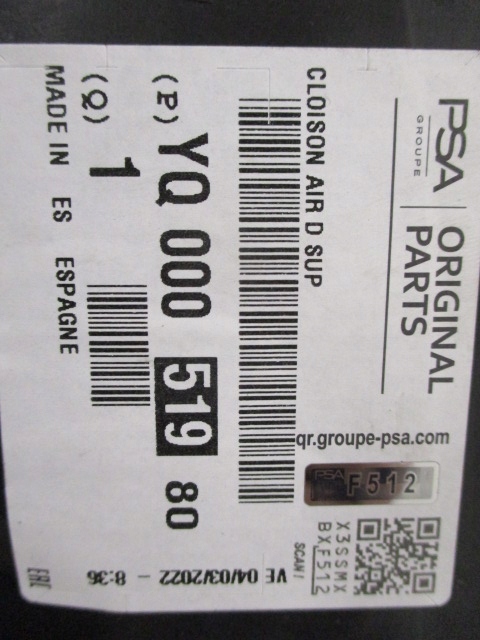 PSA
GROUPE
ORIGINAL
PARTS
CLOISON AIR D SUP
qr.groupe-psa.com
PSA F512
(P) YQ 000 519 80
(Q) 1
MADE IN ES ESPAGNE
X3SSMX
BXF512
SCAN!
VE 04/03/2022 - 8:36
EAC